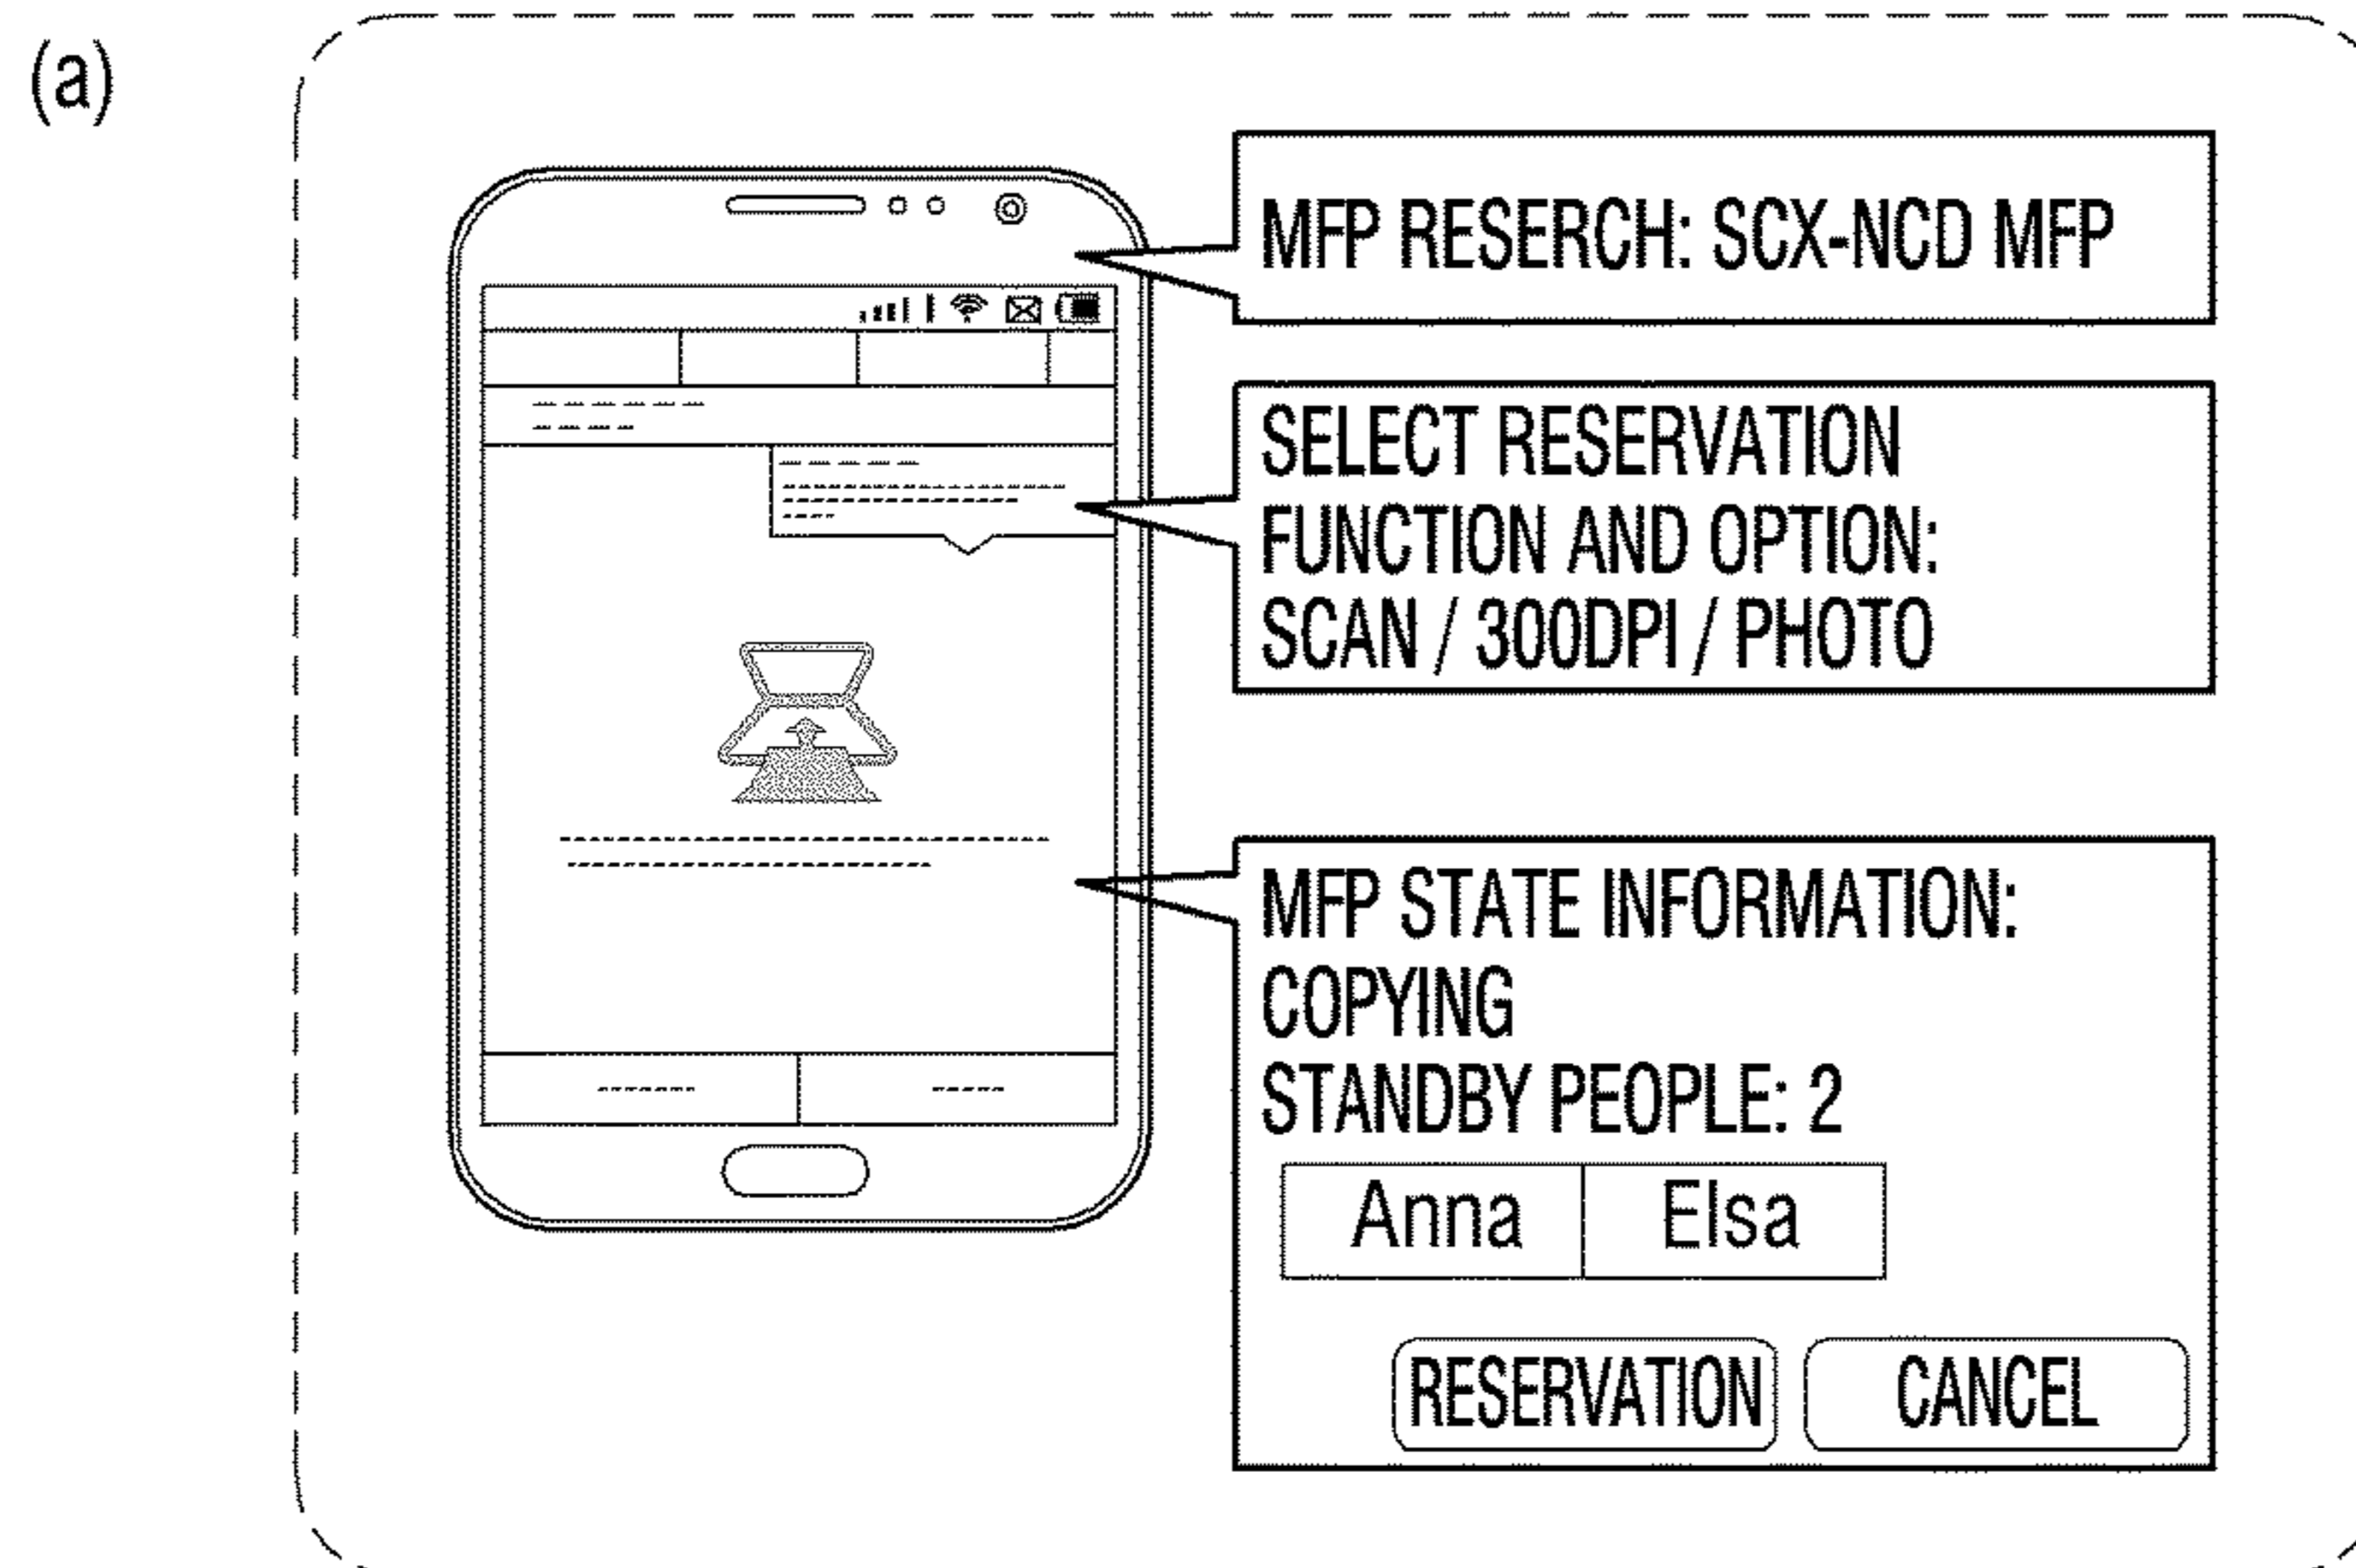 (a)
MFP RESERCH: SCX-NCD MFP
SELECT RESERVATION
FUNCTION AND OPTION:
SCAN / 300DPI / PHOTO
MFP STATE INFORMATION:
COPYING
STANDBY PEOPLE: 2
Anna Elsa
RESERVATION CANCEL